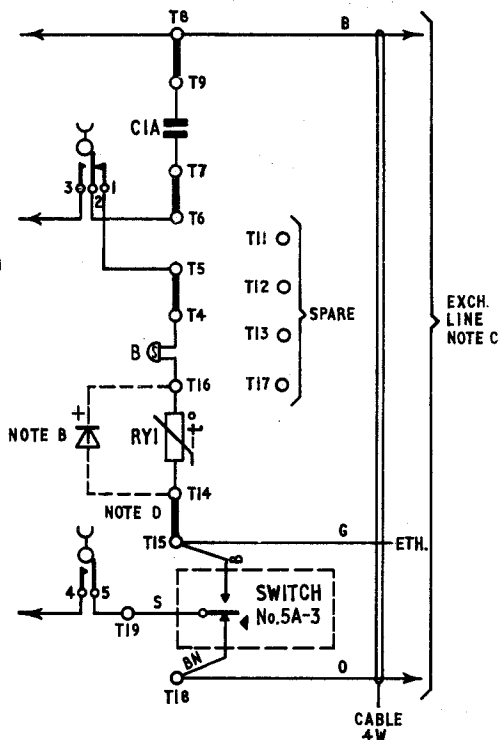 T8
B
T9
C1A
T7
3 2 1
T6
T11
T5
T12
SPARE
EXCH.
LINE
NOTE C
T4
T13
B
T16
T17
+
NOTE B
RY1
t°
T14
NOTE D
T15
G
ETH.
B
SWITCH
No.5A-3
4 5
S
T19
BN
O
T18
CABLE
4W